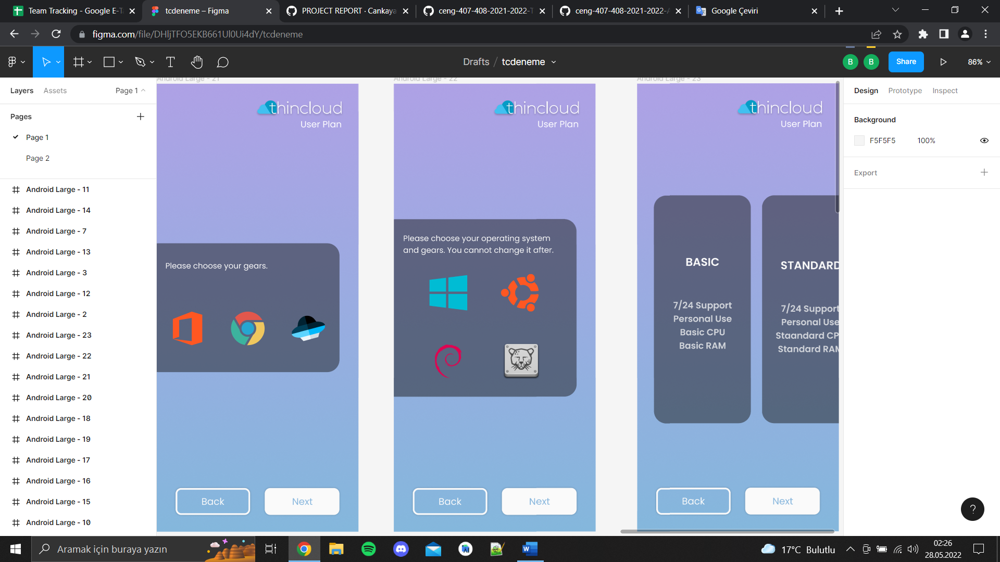 Team Tracking - Google E-T
tcdeneme – Figma
PROJECT REPORT · Cankaya
ceng-407-408-2021-2022-T
ceng-407-408-2021-2022-A
Google Çeviri
figma.com/file/DHljTFO5EKB661Ul0Ui4dY/tcdeneme
Drafts / tcdeneme
B
B
Share
86%
Layers
Assets
Page 1
Pages
Page 1
Page 2
Android Large - 11
Android Large - 14
Android Large - 7
Android Large - 13
Android Large - 3
Android Large - 12
Android Large - 2
Android Large - 23
Android Large - 22
Android Large - 21
Android Large - 20
Android Large - 18
Android Large - 19
Android Large - 17
Android Large - 16
Android Large - 15
Android Large - 10
Android Large - 21
thincloud
User Plan
Please choose your gears.
Back
Next
Android Large - 22
thincloud
User Plan
Please choose your operating system
and gears. You cannot change it after.
Back
Next
Android Large - 23
thincloud
User Plan
BASIC
7/24 Support
Personal Use
Basic CPU
Basic RAM
STANDARD
7/24 Support
Personal Use
Staandard CP
Standard RAM
Back
Next
Design
Prototype
Inspect
Background
F5F5F5
100%
Export
?
Aramak için buraya yazın
17°C Bulutlu
02:26
28.05.2022